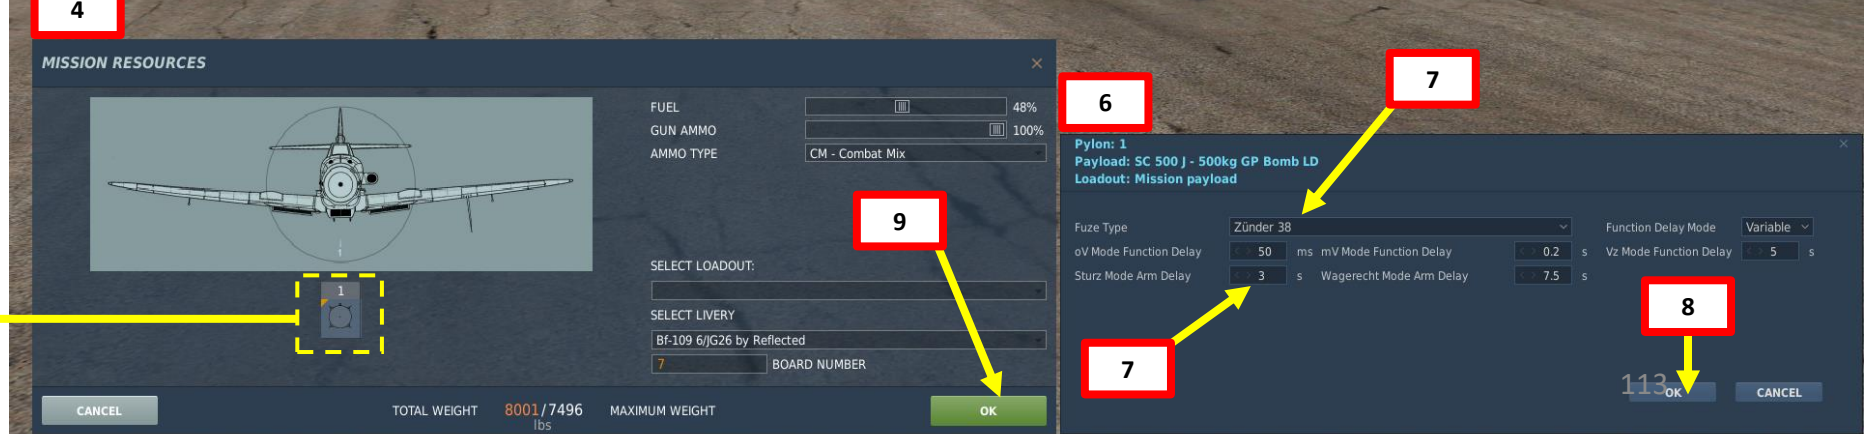 4
MISSION RESOURCES
FUEL 48%
GUN AMMO 100%
AMMO TYPE CM - Combat Mix
9
SELECT LOADOUT:
1
1
SELECT LIVERY
Bf-109 6/JG26 by Reflected
7 BOARD NUMBER
CANCEL TOTAL WEIGHT 8001/7496 lbs MAXIMUM WEIGHT OK
6
7
Pylon: 1
Payload: SC 500 J - 500kg GP Bomb LD
Loadout: Mission payload
Fuze Type Zünder 38 Function Delay Mode Variable
oV Mode Function Delay 50 ms mV Mode Function Delay 0.2 s Vz Mode Function Delay 5 s
Sturz Mode Arm Delay 3 s Wagerecht Mode Arm Delay 7.5 s
8
7
113
OK CANCEL